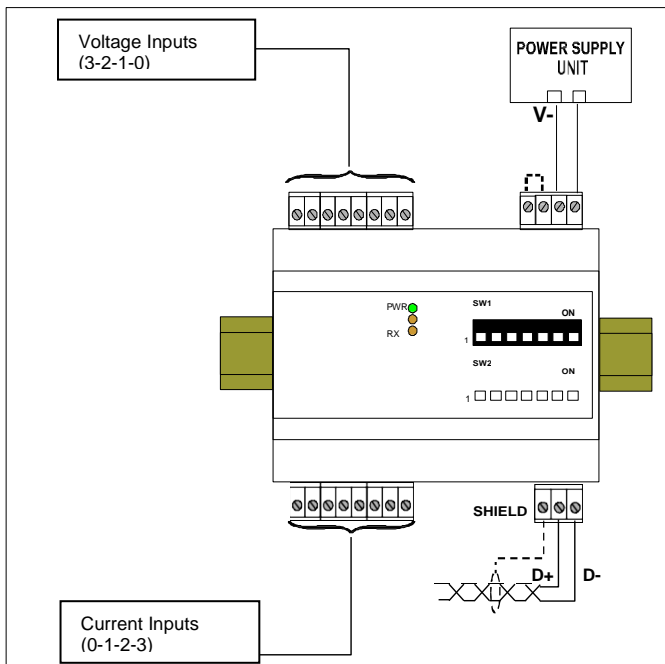 Voltage Inputs
(3-2-1-0)
POWER SUPPLY
UNIT
V-
PWR
RX
SW1
ON
1
SW2
ON
1
SHIELD
D+
D-
Current Inputs
(0-1-2-3)